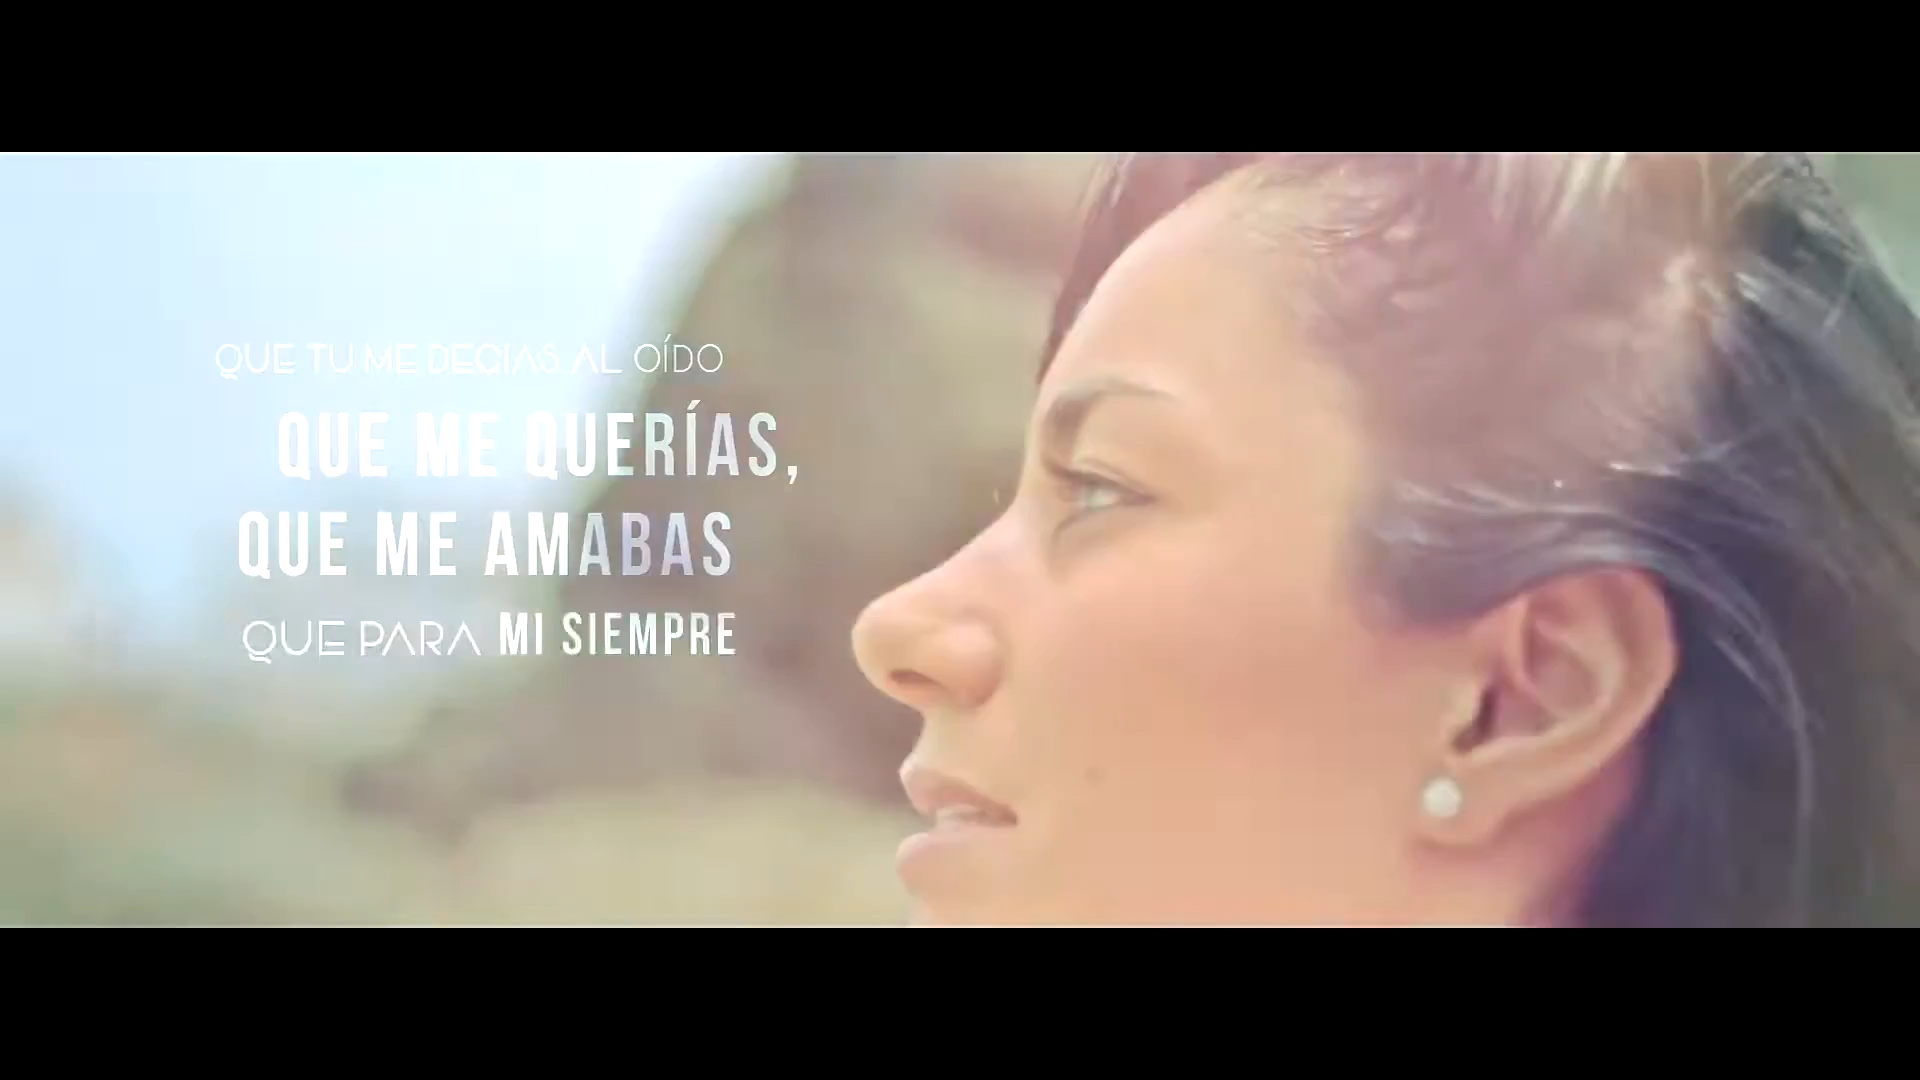 QUE TU ME DECIAS AL OÍDO
QUE ME QUERÍAS,
QUE ME AMABAS
QUE PARA MI SIEMPRE